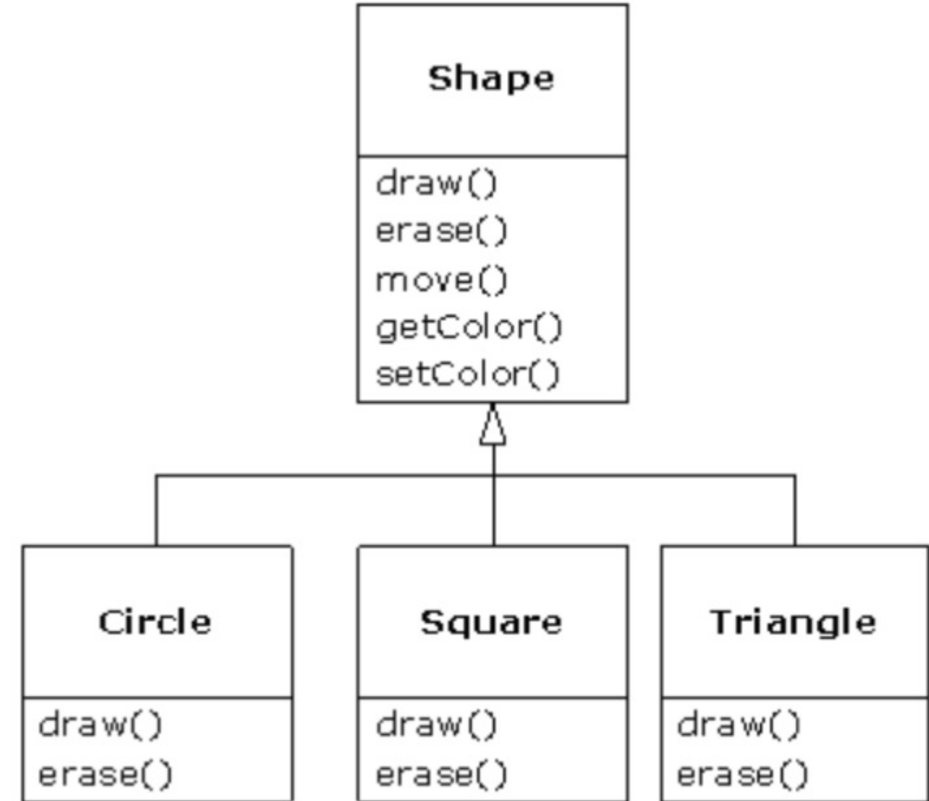 Shape
draw()
erase()
move()
getColor()
setColor()
Circle
draw()
erase()
Square
draw()
erase()
Triangle
draw()
erase()